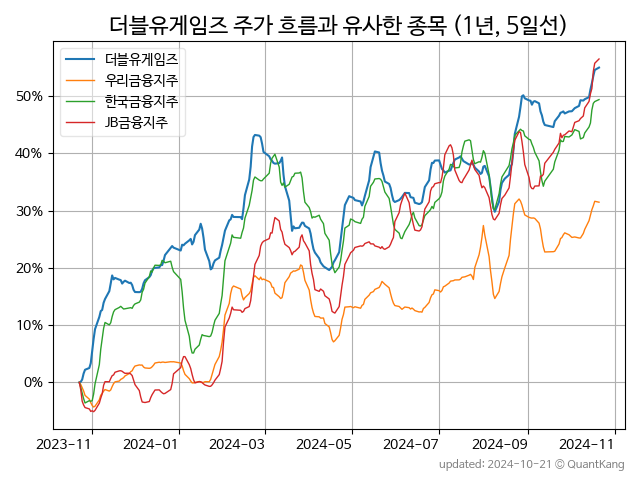 더블유게임즈 주가 흐름과 유사한 종목 (1년, 5일선)
더블유게임즈
우리금융지주
한국금융지주
JB금융지주
50%
40%
30%
20%
10%
0%
2023-11 2024-01 2024-03 2024-05 2024-07 2024-09 2024-11
updated: 2024-10-21 © QuantKang